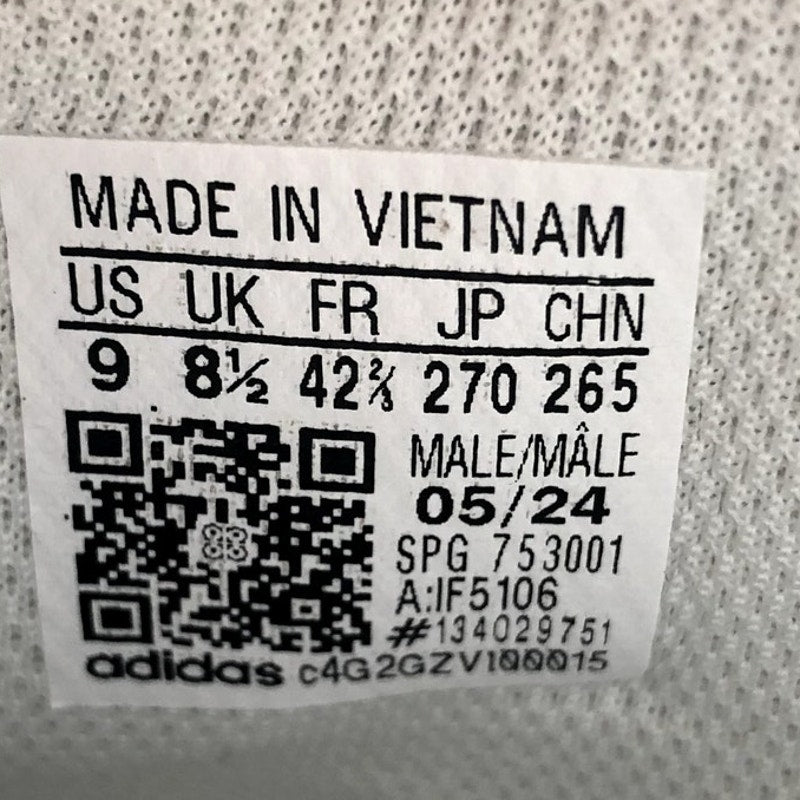 MADE IN VIETNAM
US UK FR JP CHN
9 8½ 42⅔ 270 265
MALE/MÂLE
05/24
SPG 753001
A:IF5106
#134029751
adidas c4G2GZV100015